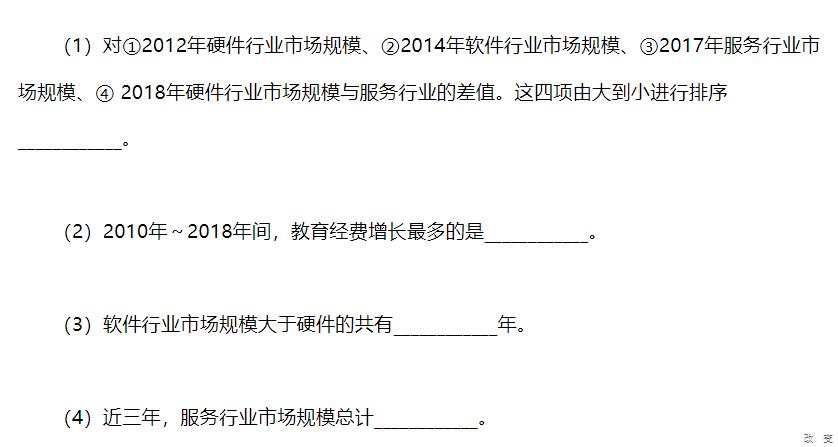 （1）对①2012年硬件行业市场规模、②2014年软件行业市场规模、③2017年服务行业市
场规模、④ 2018年硬件行业市场规模与服务行业的差值。这四项由大到小进行排序
____________。
（2）2010年～2018年间，教育经费增长最多的是____________。
（3）软件行业市场规模大于硬件的共有____________年。
（4）近三年，服务行业市场规模总计____________。
改 变